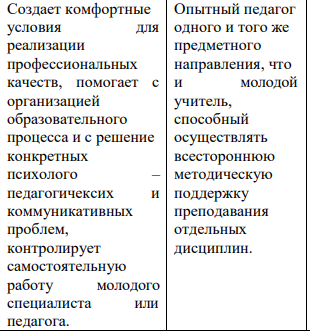 Создает комфортные
условия для
реализации
профессиональных
качеств, помогает с
организацией
образовательного
процесса и с решение
конкретных
психолого –
педагогичексих и
коммуникативных
проблем,
контролирует
самостоятельную
работу молодого
специалиста или
педагога.
Опытный педагог
одного и того же
предметного
направления, что
и молодой
учитель,
способный
осуществлять
всестороннюю
методическую
поддержку
преподавания
отдельных
дисциплин.